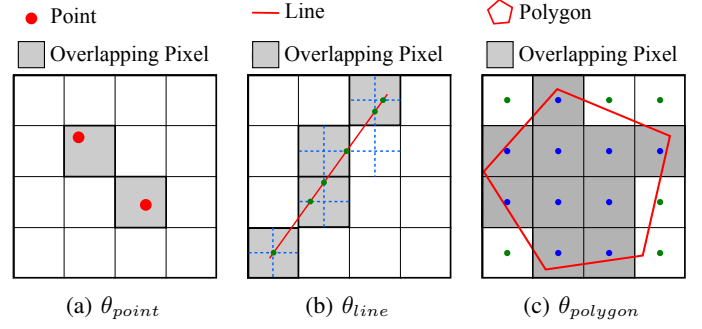 Point
Line
Polygon
Overlapping Pixel
Overlapping Pixel
Overlapping Pixel
(a) θ_point
(b) θ_line
(c) θ_polygon